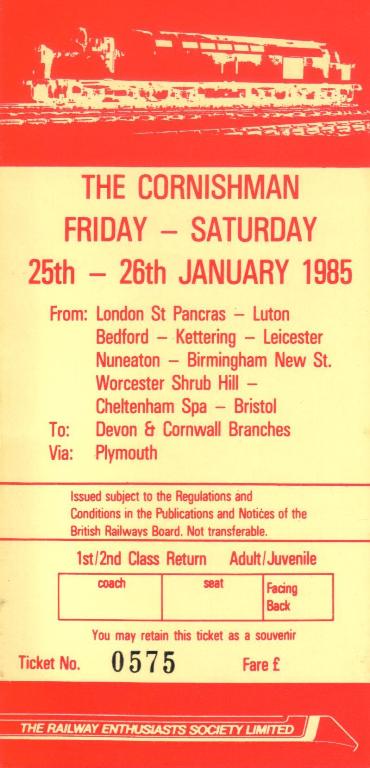 THE CORNISHMAN
FRIDAY – SATURDAY
25th – 26th JANUARY 1985
From: London St Pancras – Luton
Bedford – Kettering – Leicester
Nuneaton – Birmingham New St.
Worcester Shrub Hill –
Cheltenham Spa – Bristol
To: Devon & Cornwall Branches
Via: Plymouth
Issued subject to the Regulations and
Conditions in the Publications and Notices of the
British Railways Board. Not transferable.
1st/2nd Class Return Adult/Juvenile
coach seat Facing
Back
You may retain this ticket as a souvenir
Ticket No. 0575 Fare £
THE RAILWAY ENTHUSIASTS SOCIETY LIMITED